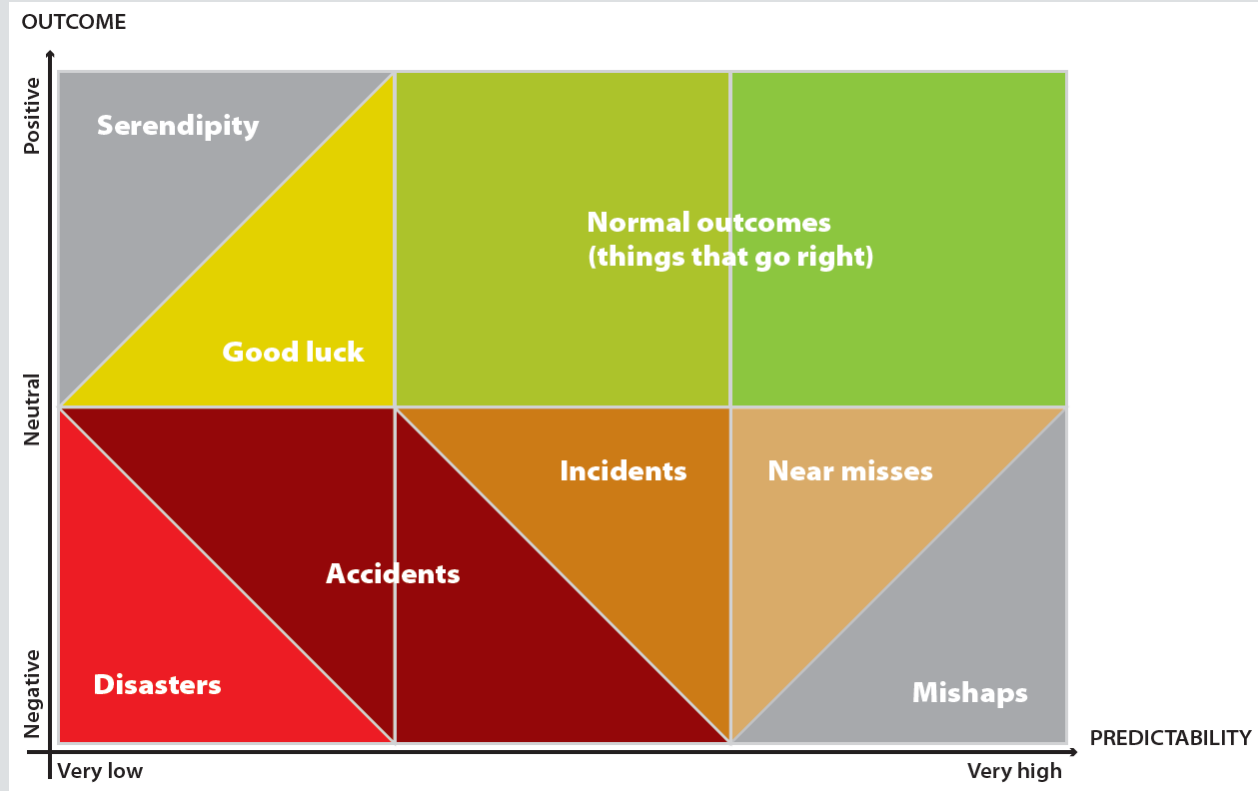 OUTCOME
Positive
Serendipity
Normal outcomes
(things that go right)
Good luck
Neutral
Incidents
Near misses
Accidents
Negative
Disasters
Mishaps
PREDICTABILITY
Very low
Very high